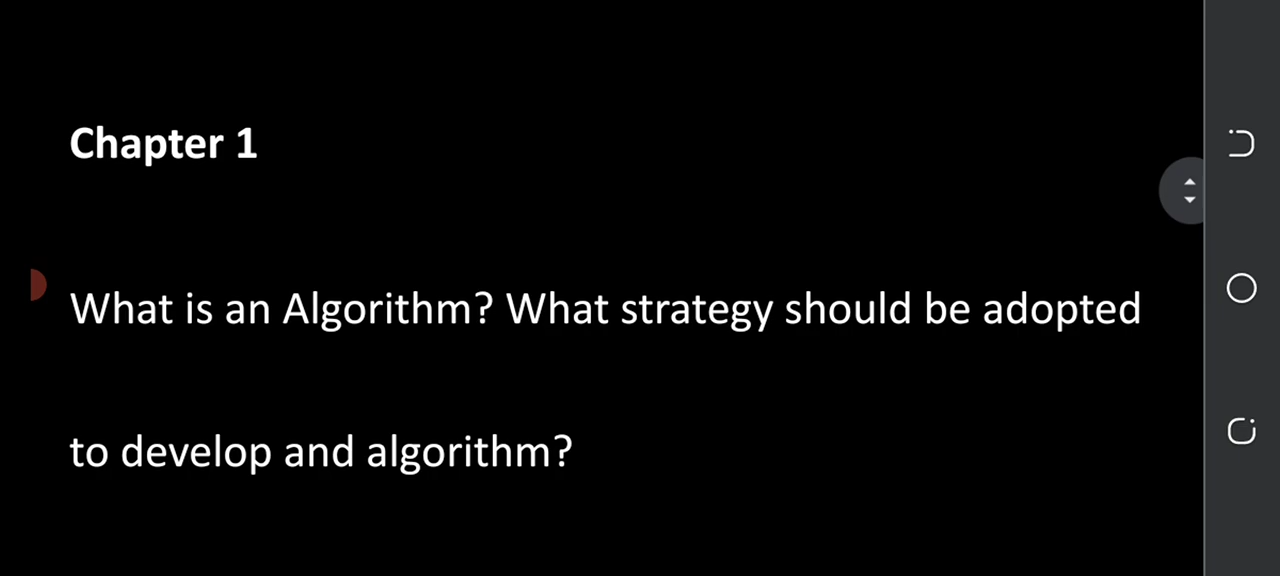 Chapter 1
What is an Algorithm? What strategy should be adopted
to develop and algorithm?